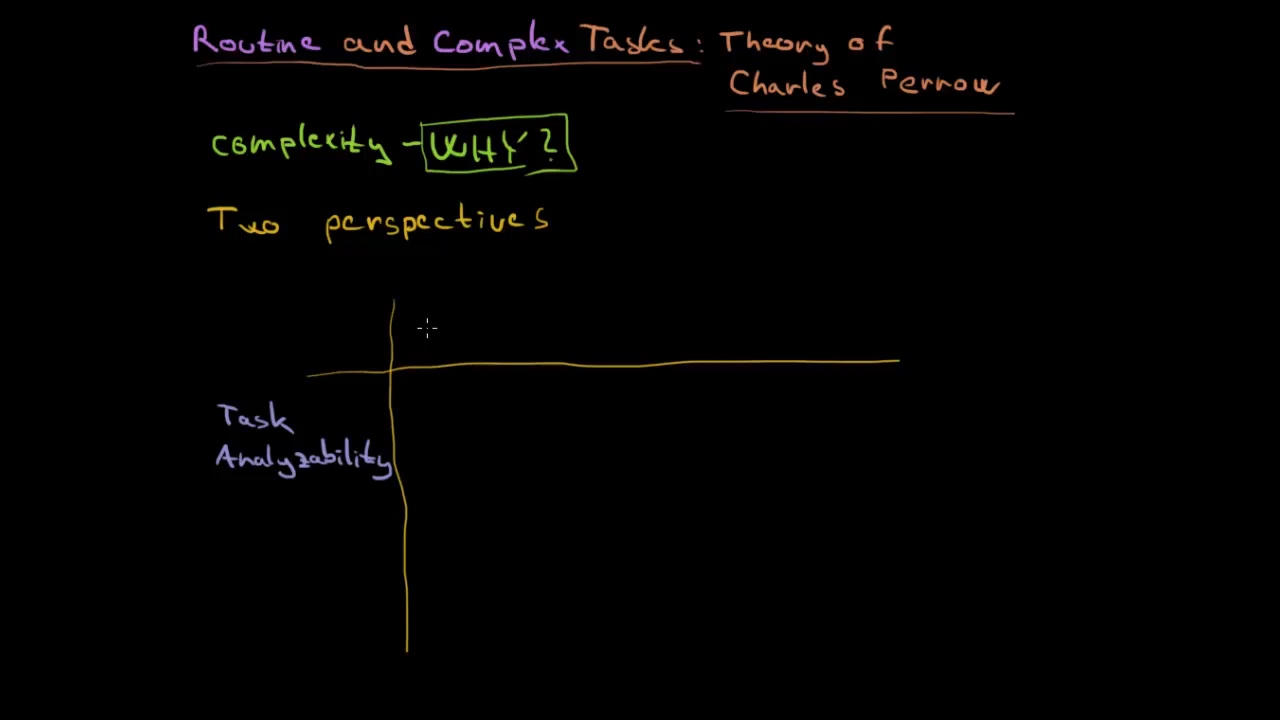 Routine and Complex Tasks: Theory of
Charles Perrow
complexity - WHY?
Two perspectives
Task
Analyzability